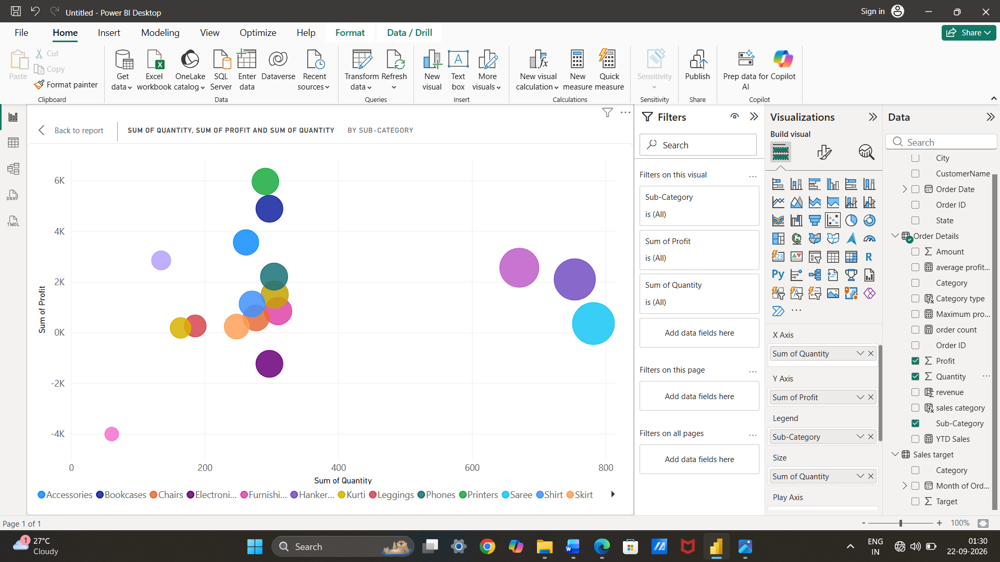 Untitled - Power BI Desktop
Sign in
File
Home
Insert
Modeling
View
Optimize
Help
Format
Data / Drill
Share
Paste
Cut
Copy
Format painter
Clipboard
Get data
Excel workbook
OneLake catalog
SQL Server
Enter data
Dataverse
Recent sources
Data
Transform data
Refresh
Queries
New visual
Text box
More visuals
Insert
New visual calculation
New measure
Quick measure
Calculations
Sensitivity
Sensitivity
Publish
Share
Prep data for AI
Copilot
Copilot
Back to report
SUM OF QUANTITY, SUM OF PROFIT AND SUM OF QUANTITY
BY SUB-CATEGORY
6K
4K
2K
0K
-2K
-4K
Sum of Profit
0
200
400
600
800
Sum of Quantity
Accessories
Bookcases
Chairs
Electroni...
Furnishi...
Hanker...
Kurti
Leggings
Phones
Printers
Saree
Shirt
Skirt
Filters
Search
Filters on this visual
Sub-Category
is (All)
Sum of Profit
is (All)
Sum of Quantity
is (All)
Add data fields here
Filters on this page
Add data fields here
Filters on all pages
Add data fields here
Visualizations
Build visual
123
R
Py
X Axis
Sum of Quantity
Y Axis
Sum of Profit
Legend
Sub-Category
Size
Sum of Quantity
Play Axis
Data
Search
City
CustomerName
Order Date
Order ID
State
Order Details
Amount
average profit...
Category
Category type
Maximum pro...
order count
Order ID
Profit
Quantity
revenue
sales category
Sub-Category
YTD Sales
Sales target
Category
Month of Ord...
Target
DAX
TMDL
Page 1 of 1
- + 100%
1
27°C
Cloudy
Search
ENG
IN
01:30
22-09-2026